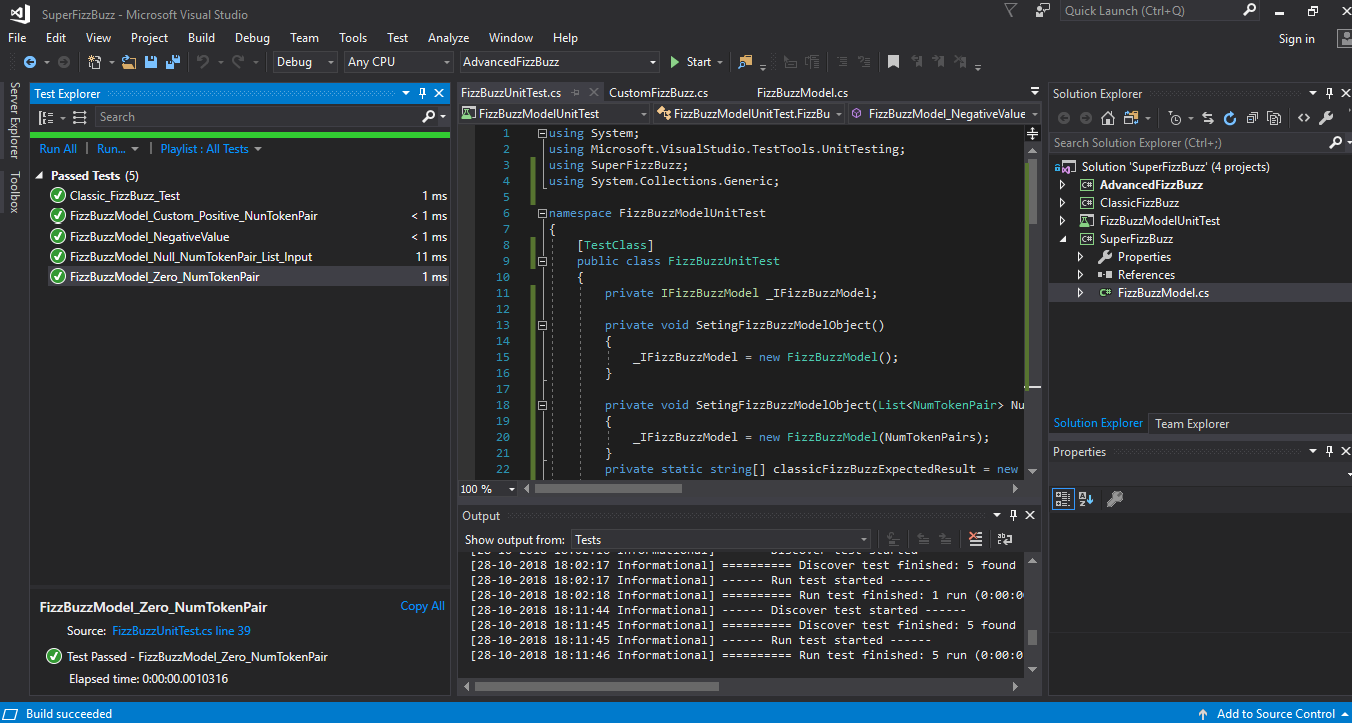 SuperFizzBuzz - Microsoft Visual Studio
Quick Launch (Ctrl+Q)
File Edit View Project Build Debug Team Tools Test Analyze Window Help
Sign in
Debug Any CPU AdvancedFizzBuzz Start
Server Explorer
Toolbox
Test Explorer
Search
Run All | Run... | Playlist : All Tests
Passed Tests (5)
Classic_FizzBuzz_Test 1 ms
FizzBuzzModel_Custom_Positive_NunTokenPair < 1 ms
FizzBuzzModel_NegativeValue < 1 ms
FizzBuzzModel_Null_NumTokenPair_List_Input 11 ms
FizzBuzzModel_Zero_NumTokenPair 1 ms
FizzBuzzModel_Zero_NumTokenPair Copy All
Source: FizzBuzzUnitTest.cs line 39
Test Passed - FizzBuzzModel_Zero_NumTokenPair
Elapsed time: 0:00:00.0010316
FizzBuzzUnitTest.cs CustomFizzBuzz.cs FizzBuzzModel.cs
FizzBuzzModelUnitTest FizzBuzzModelUnitTest.FizzBu FizzBuzzModel_NegativeValue
1 using System;
2 using Microsoft.VisualStudio.TestTools.UnitTesting;
3 using SuperFizzBuzz;
4 using System.Collections.Generic;
5
6 namespace FizzBuzzModelUnitTest
7 {
8 [TestClass]
9 public class FizzBuzzUnitTest
10 {
11 private IFizzBuzzModel _IFizzBuzzModel;
12
13 private void SetingFizzBuzzModelObject()
14 {
15 _IFizzBuzzModel = new FizzBuzzModel();
16 }
17
18 private void SetingFizzBuzzModelObject(List<NumTokenPair> Nu
19 {
20 _IFizzBuzzModel = new FizzBuzzModel(NumTokenPairs);
21 }
22 private static string[] classicFizzBuzzExpectedResult = new
100 %
Output
Show output from: Tests
[28-10-2018 18:02:17 Informational] ========== Discover test finished: 5 found
[28-10-2018 18:02:17 Informational] ------ Run test started ------
[28-10-2018 18:02:18 Informational] ========== Run test finished: 1 run (0:00:0
[28-10-2018 18:11:44 Informational] ------ Discover test started ------
[28-10-2018 18:11:45 Informational] ========== Discover test finished: 5 found
[28-10-2018 18:11:45 Informational] ------ Run test started ------
[28-10-2018 18:11:46 Informational] ========== Run test finished: 5 run (0:00:0
Solution Explorer
Search Solution Explorer (Ctrl+;)
Solution 'SuperFizzBuzz' (4 projects)
AdvancedFizzBuzz
ClassicFizzBuzz
FizzBuzzModelUnitTest
SuperFizzBuzz
Properties
References
FizzBuzzModel.cs
Solution Explorer Team Explorer
Properties
Build succeeded
Add to Source Control